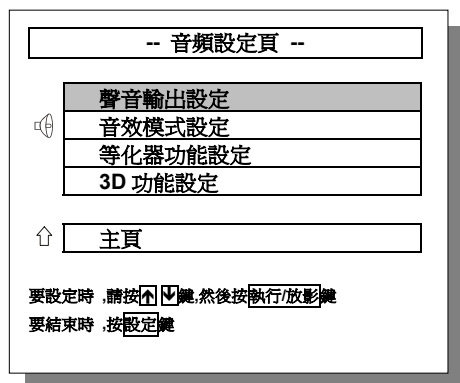 -- 音頻設定頁 --
聲音輸出設定
音效模式設定
等化器功能設定
3D 功能設定
主頁
要設定時 ,請按↑ ↓鍵,然後按執行/放影鍵
要結束時 ,按設定鍵